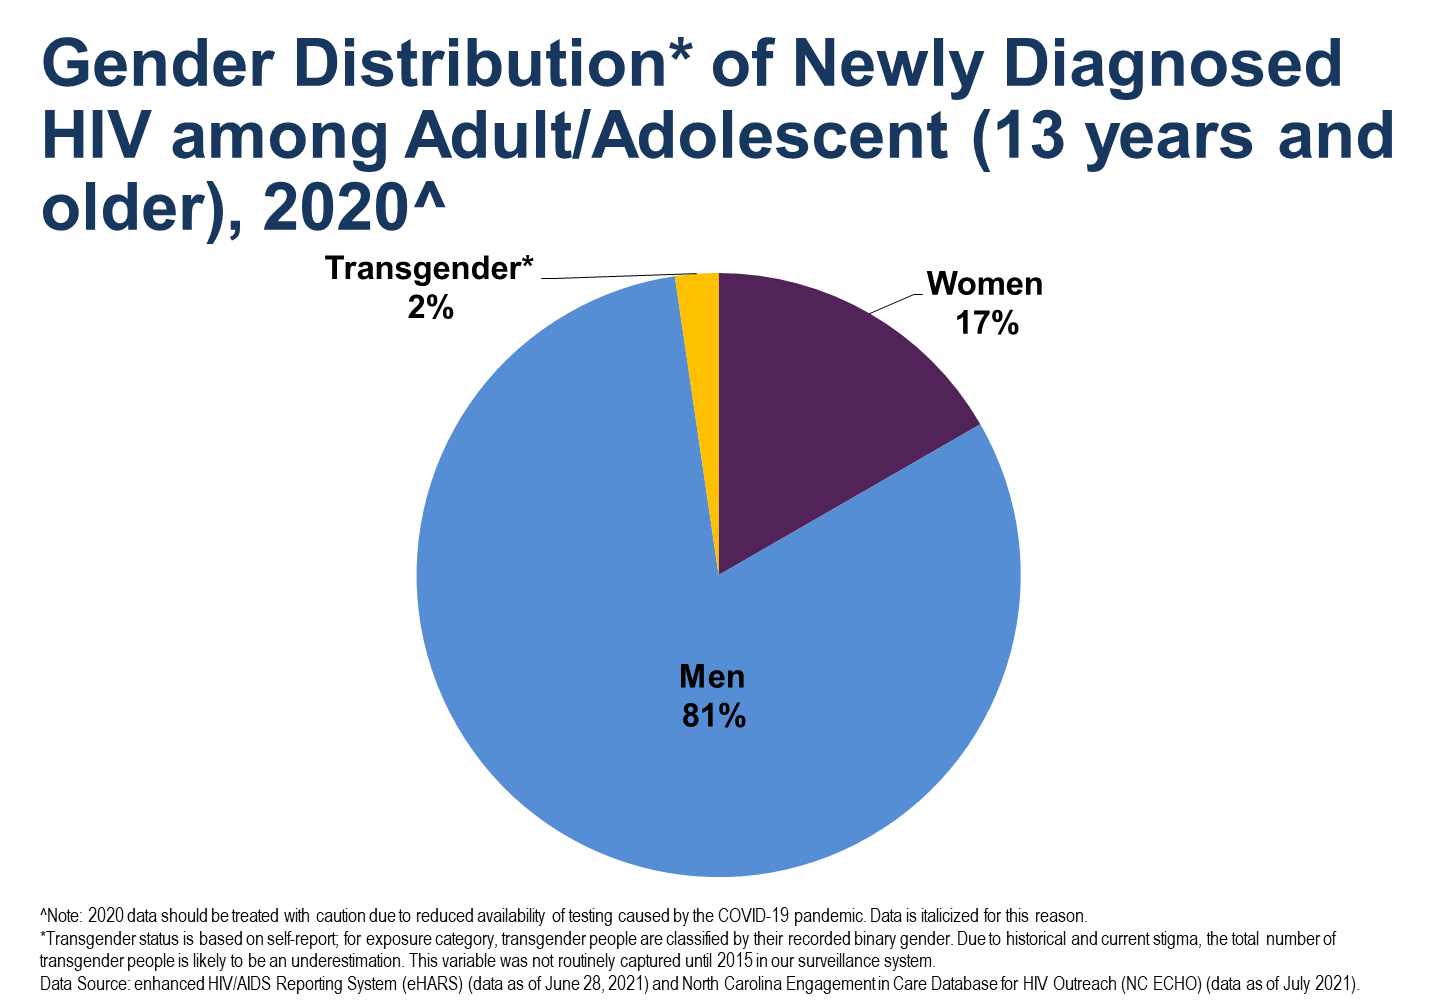 Gender Distribution* of Newly Diagnosed
HIV among Adult/Adolescent (13 years and
older), 2020^
Transgender*
2%
Women
17%
Men
81%
^Note: 2020 data should be treated with caution due to reduced availability of testing caused by the COVID-19 pandemic. Data is italicized for this reason.
*Transgender status is based on self-report; for exposure category, transgender people are classified by their recorded binary gender. Due to historical and current stigma, the total number of
transgender people is likely to be an underestimation. This variable was not routinely captured until 2015 in our surveillance system.
Data Source: enhanced HIV/AIDS Reporting System (eHARS) (data as of June 28, 2021) and North Carolina Engagement in Care Database for HIV Outreach (NC ECHO) (data as of July 2021).